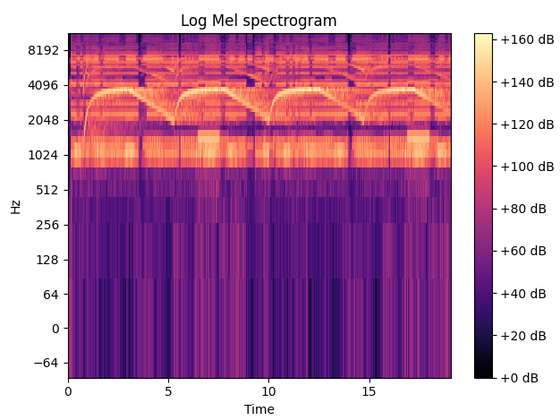 Log Mel spectrogram
8192
4096
2048
1024
512
256
128
64
0
−64
Hz
0 5 10 15
Time
+160 dB
+140 dB
+120 dB
+100 dB
+80 dB
+60 dB
+40 dB
+20 dB
+0 dB